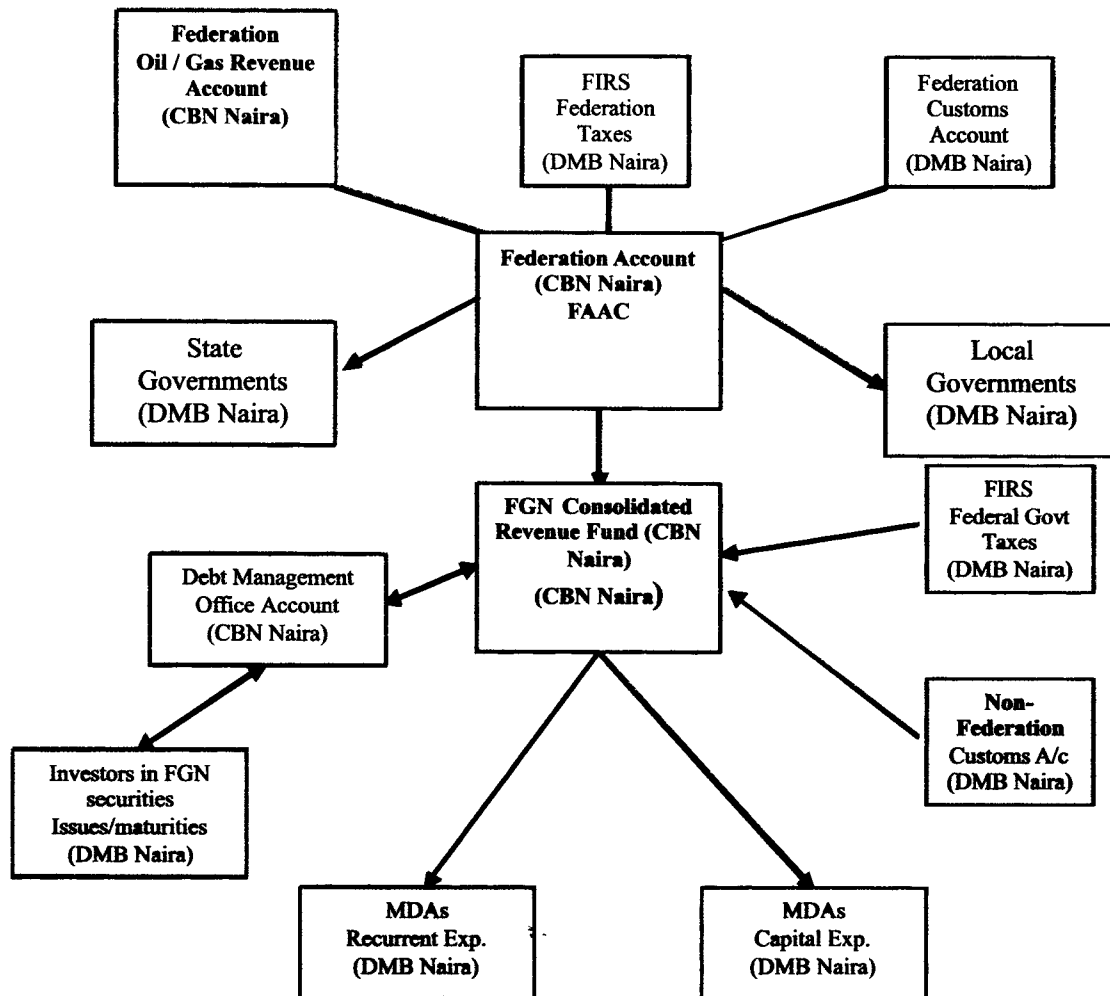 Federation
Oil / Gas Revenue
Account
(CBN Naira)
FIRS
Federation
Taxes
(DMB Naira)
Federation
Customs
Account
(DMB Naira)
Federation Account
(CBN Naira)
FAAC
State
Governments
(DMB Naira)
Local
Governments
(DMB Naira)
FGN Consolidated
Revenue Fund (CBN
Naira)
(CBN Naira)
FIRS
Federal Govt
Taxes
(DMB Naira)
Debt Management
Office Account
(CBN Naira)
Non-
Federation
Customs A/c
(DMB Naira)
Investors in FGN
securities
Issues/maturities
(DMB Naira)
MDAs
Recurrent Exp.
(DMB Naira)
MDAs
Capital Exp.
(DMB Naira)